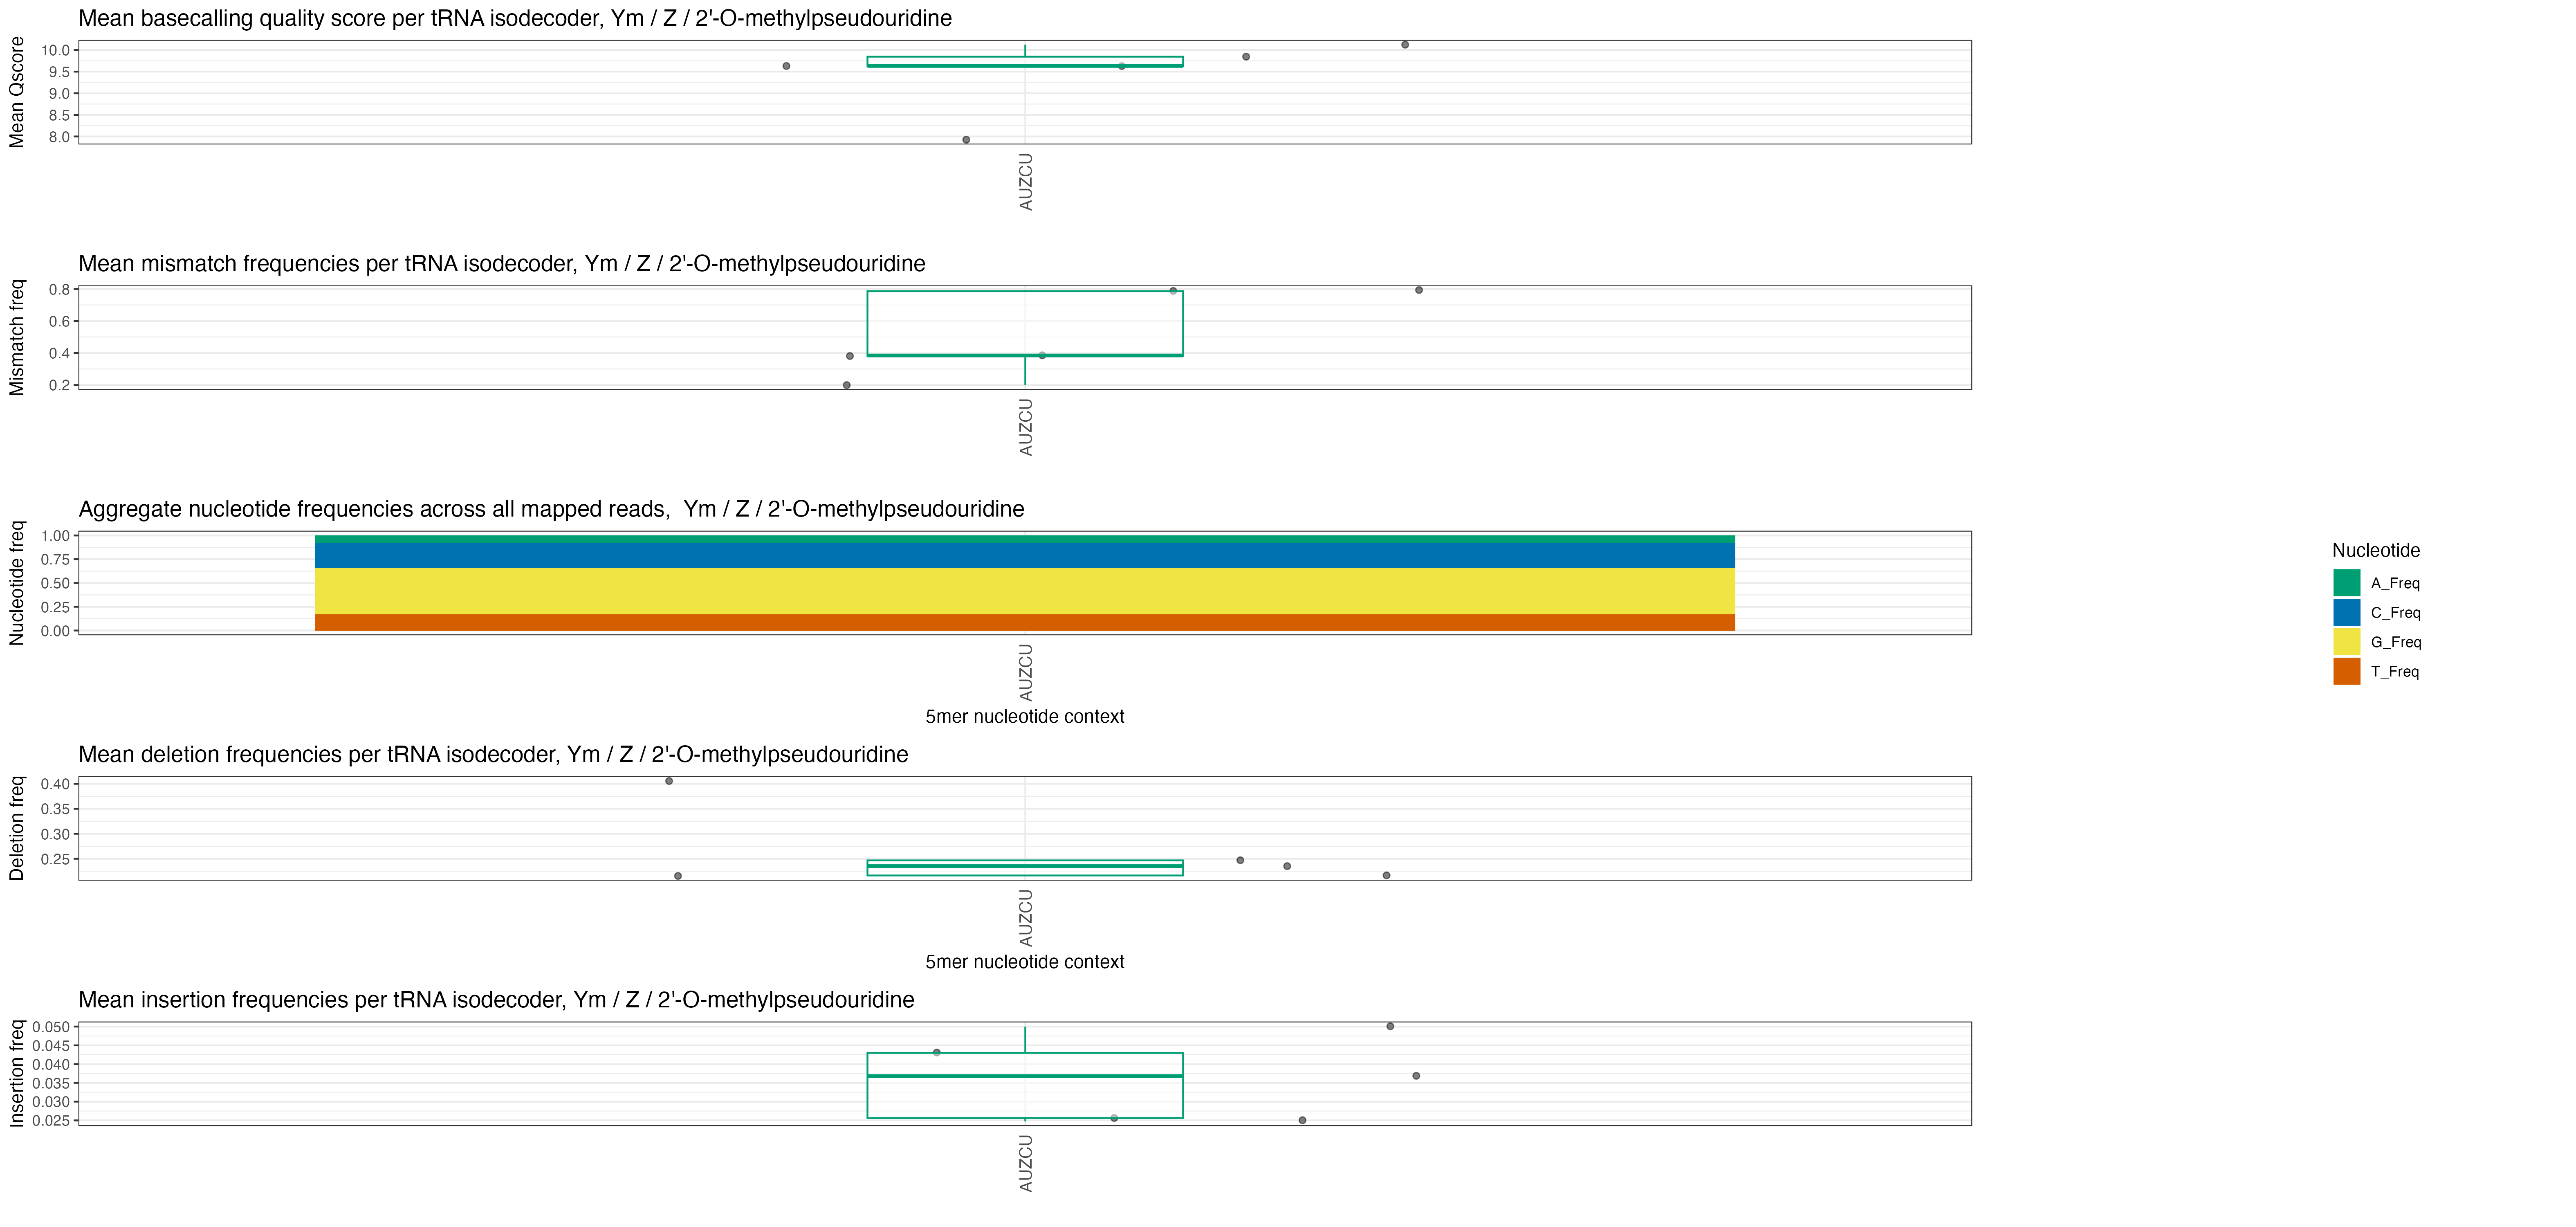 Mean basecalling quality score per tRNA isodecoder, Ym / Z / 2'-O-methylpseudouridine
Mean Qscore
10.0
9.5
9.0
8.5
8.0
AUZCU
Mean mismatch frequencies per tRNA isodecoder, Ym / Z / 2'-O-methylpseudouridine
Mismatch freq
0.8
0.6
0.4
0.2
AUZCU
Aggregate nucleotide frequencies across all mapped reads,  Ym / Z / 2'-O-methylpseudouridine
Nucleotide freq
1.00
0.75
0.50
0.25
0.00
AUZCU
5mer nucleotide context
Nucleotide
A_Freq
C_Freq
G_Freq
T_Freq
Mean deletion frequencies per tRNA isodecoder, Ym / Z / 2'-O-methylpseudouridine
Deletion freq
0.40
0.35
0.30
0.25
AUZCU
5mer nucleotide context
Mean insertion frequencies per tRNA isodecoder, Ym / Z / 2'-O-methylpseudouridine
Insertion freq
0.050
0.045
0.040
0.035
0.030
0.025
AUZCU